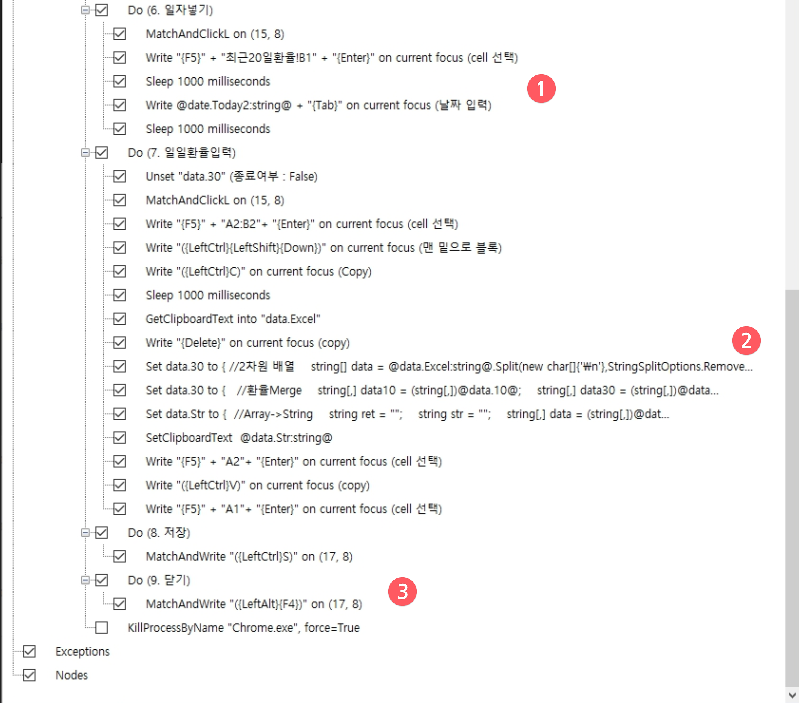 Do (6. 일자넣기)
MatchAndClickL on (15, 8)
Write "{F5}" + "최근20일환율!B1" + "{Enter}" on current focus (cell 선택)
Sleep 1000 milliseconds
1
Write @date.Today2:string@ + "{Tab}" on current focus (날짜 입력)
Sleep 1000 milliseconds
Do (7. 일일환율입력)
Unset "data.30" (종료여부 : False)
MatchAndClickL on (15, 8)
Write "{F5}" + "A2:B2"+ "{Enter}" on current focus (cell 선택)
Write "({LeftCtrl}{LeftShift}{Down})" on current focus (맨 밑으로 블록)
Write "({LeftCtrl}C)" on current focus (Copy)
Sleep 1000 milliseconds
GetClipboardText into "data.Excel"
Write "{Delete}" on current focus (copy)
2
Set data.30 to { //2차원 배열 string[] data = @data.Excel:string@.Split(new char[]{'₩n'},StringSplitOptions.Remove...
Set data.30 to { //환율Merge string[,] data10 = (string[,])@data.10@; string[,] data30 = (string[,])@data...
Set data.Str to { //Array->String string ret = ""; string str = ""; string[,] data = (string[,])@dat...
SetClipboardText @data.Str:string@
Write "{F5}" + "A2"+ "{Enter}" on current focus (cell 선택)
Write "({LeftCtrl}V)" on current focus (copy)
Write "{F5}" + "A1"+ "{Enter}" on current focus (cell 선택)
Do (8. 저장)
MatchAndWrite "({LeftCtrl}S)" on (17, 8)
Do (9. 닫기)
3
MatchAndWrite "({LeftAlt}{F4})" on (17, 8)
KillProcessByName "Chrome.exe", force=True
Exceptions
Nodes